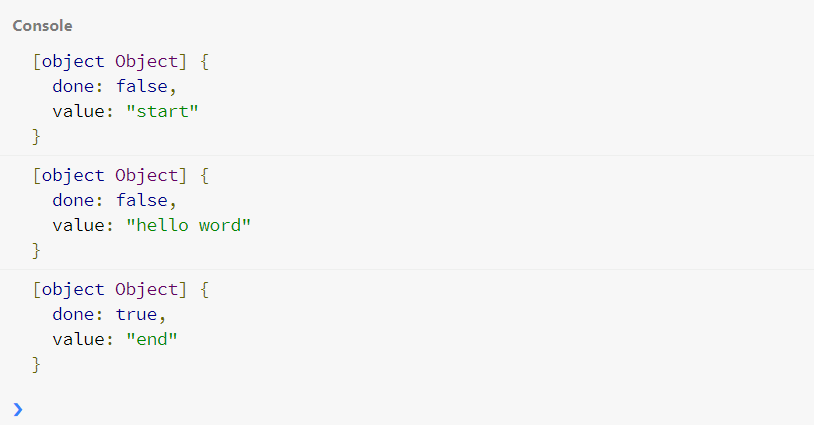 Console
[object Object] {
  done: false,
  value: "start"
}
[object Object] {
  done: false,
  value: "hello word"
}
[object Object] {
  done: true,
  value: "end"
}
❯